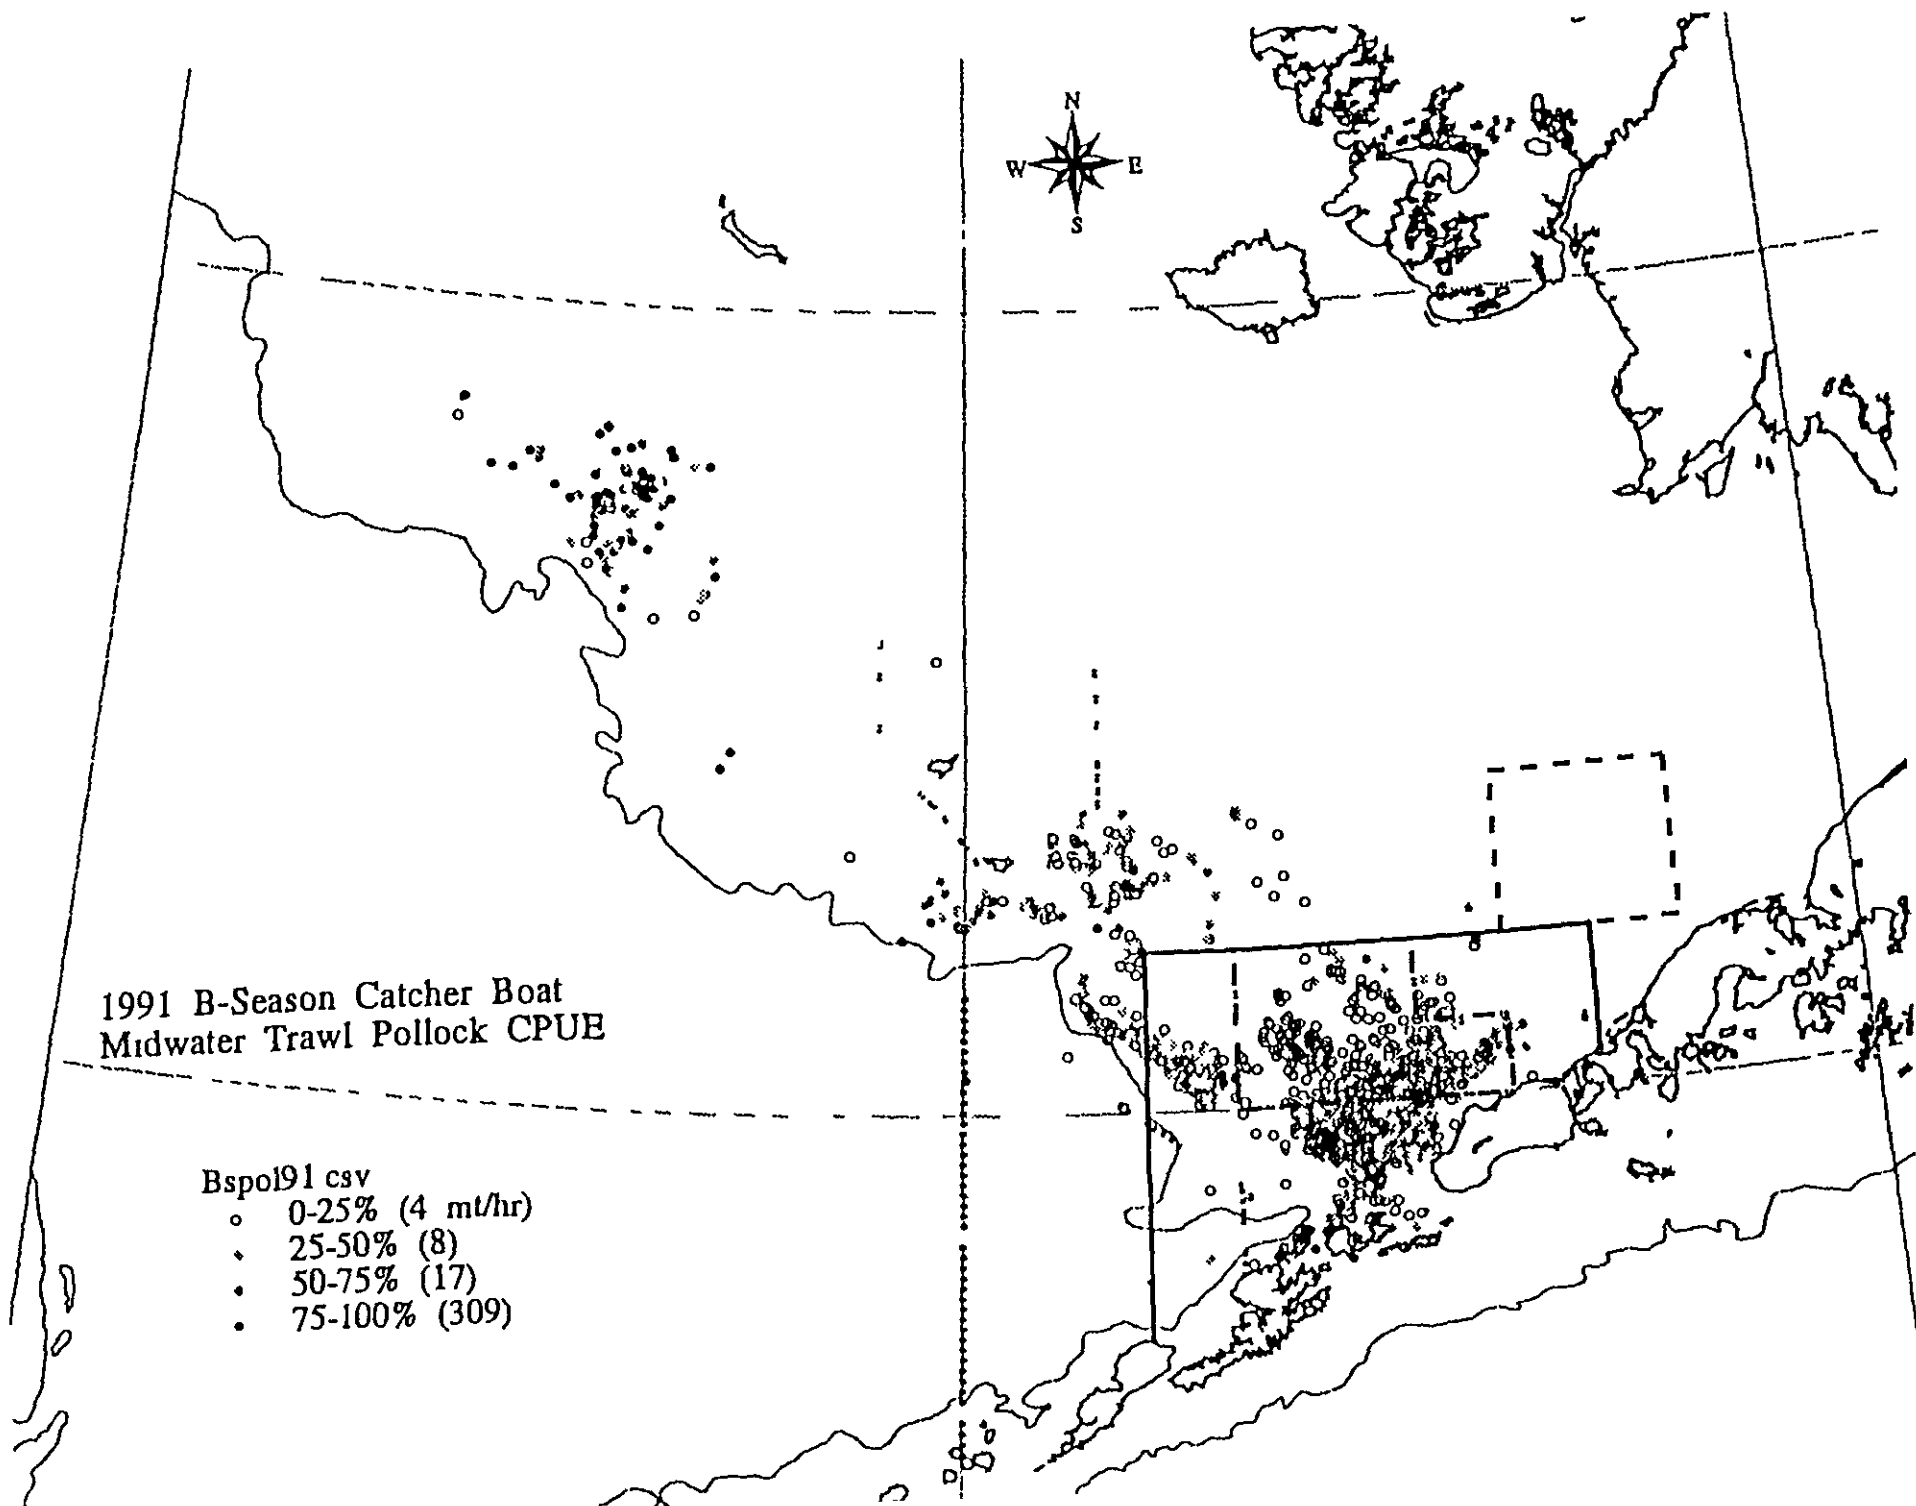 N
W E
S
1991 B-Season Catcher Boat
Midwater Trawl Pollock CPUE
Bspol91 csv
0-25% (4 mt/hr)
25-50% (8)
50-75% (17)
75-100% (309)